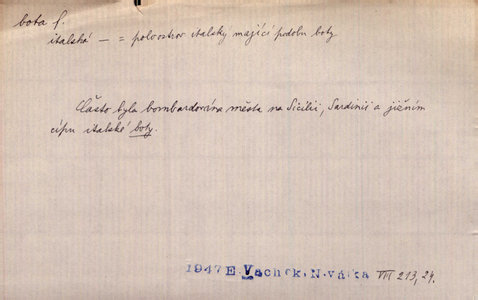 bota f.
italská — = poloostrov italský mající podobu boty
Často byla bombardována města na Sicilii, Sardinii a jižním
cípu italské boty.
1947 E. Vachek, N. válka VII 213, 24.